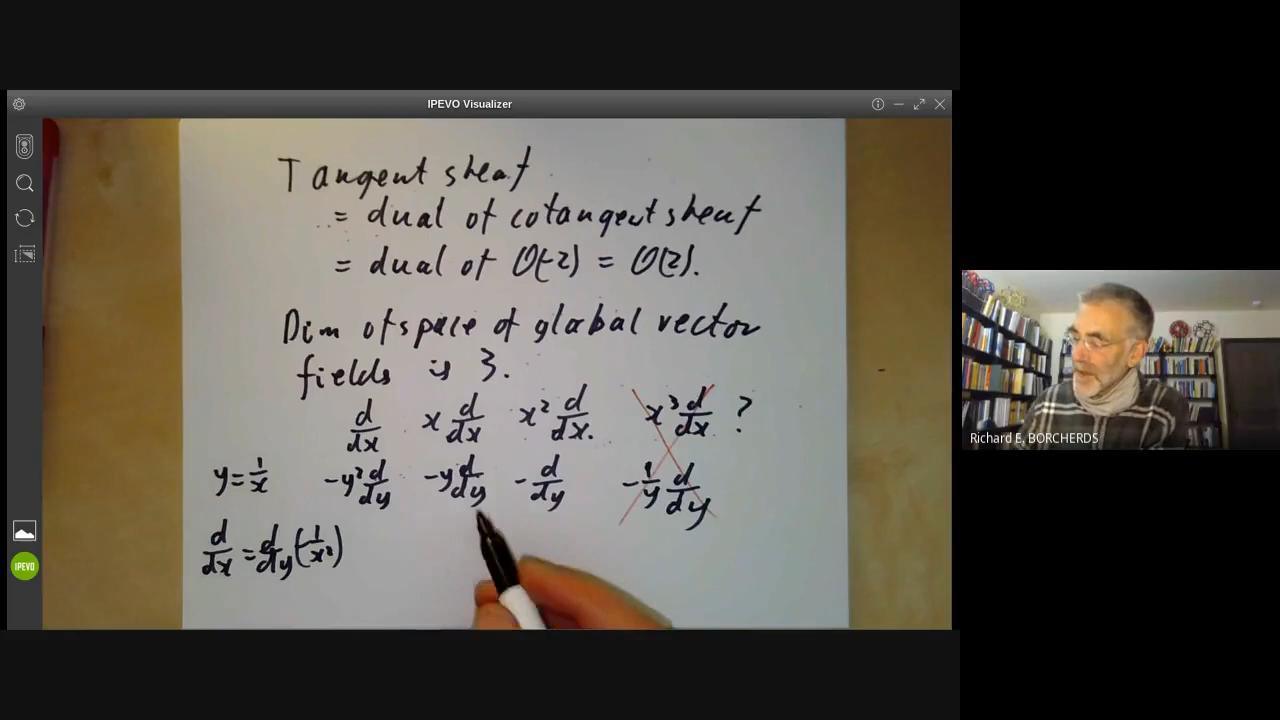 IPEVO Visualizer
Tangent sheaf
= dual of cotangent sheaf
= dual of O(-2) = O(2).
Dim of space of global vector
fields is 3.
d/dx x d/dx x² d/dx. x³ d/dx ?
y = 1/x -y² d/dy -y d/dy - d/dy -1/y d/dy
d/dx = d/dy (-1/x²)
Richard E. BORCHERDS
IPEVO